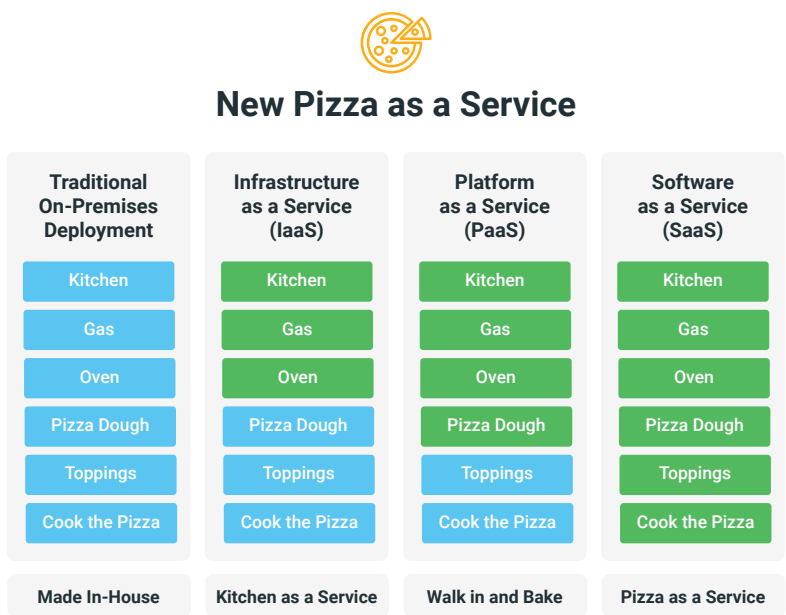 New Pizza as a Service
Traditional
On-Premises
Deployment
Kitchen
Gas
Oven
Pizza Dough
Toppings
Cook the Pizza
Made In-House
Infrastructure
as a Service
(IaaS)
Kitchen
Gas
Oven
Pizza Dough
Toppings
Cook the Pizza
Kitchen as a Service
Platform
as a Service
(PaaS)
Kitchen
Gas
Oven
Pizza Dough
Toppings
Cook the Pizza
Walk in and Bake
Software
as a Service
(SaaS)
Kitchen
Gas
Oven
Pizza Dough
Toppings
Cook the Pizza
Pizza as a Service